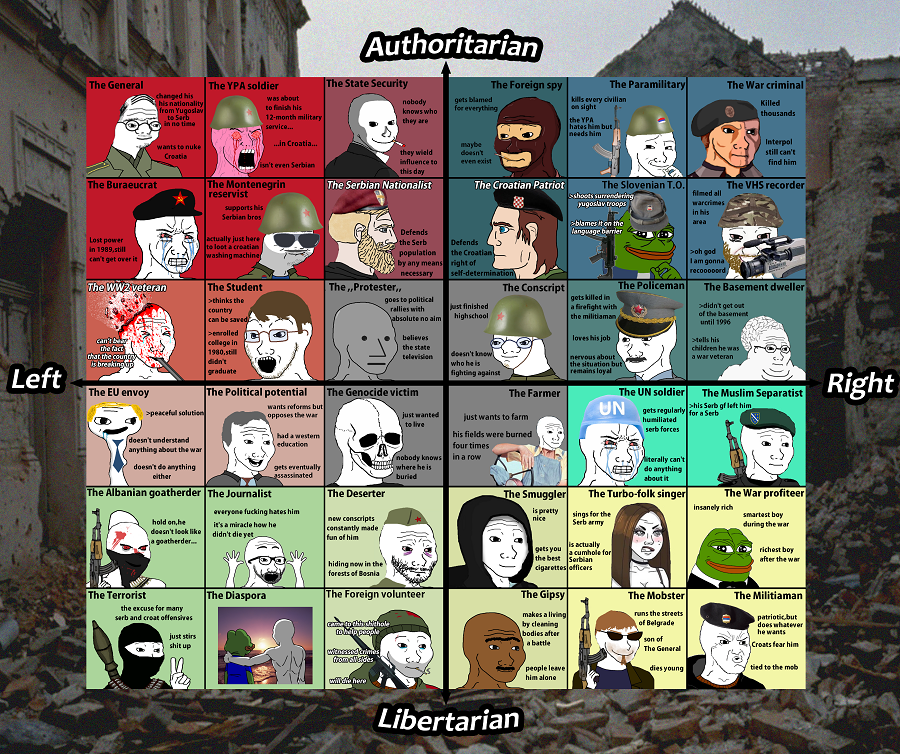 Authoritarian
The General
changed his
his nationality
from Yugoslav
to Serb
in no time
wants to nuke
Croatia
The YPA soldier
was about
to finish his
12-month military
service...
...in Croatia...
isn't even Serbian
The State Security
nobody
knows who
they are
they wield
influence to
this day
The Foreign spy
gets blamed
for everything
maybe
doesn't
even exist
The Paramilitary
kills every civilian
on sight
the YPA
hates him but
needs him
The War criminal
Killed
thousands
Interpol
still can't
find him
The Buraeucrat
Lost power
in 1989, still
can't get over it
The Montenegrin
reservist
supports his
Serbian bros
actually just here
to loot a croatian
washing machine
The Serbian Nationalist
Defends
the Serb
population
by any means
necessary
The Croatian Patriot
Defends
the Croatian
right of
self-determination
The Slovenian T.O.
>shoots surrendering
yugoslav troops
>blames it on the
language barrier
The VHS recorder
filmed all
warcrimes
in his
area
>oh god
I am gonna
recooooord
The WW2 veteran
can't bear
the fact
that the country
is breaking up
The Student
>thinks the
country
can be saved
>enrolled
college in
1980,still
didn't
graduate
The ,,Protester,,
goes to political
rallies with
absolute no aim
believes
the state
television
The Conscript
just finished
highschool
doesn't know
who he is
fighting against
The Policeman
gets killed in
a firefight with
the militiaman
loves his job
nervous about
the situation but
remains loyal
The Basement dweller
>didn't get out
of the basement
until 1996
>tells his
children he was
a war veteran
Left
Right
The EU envoy
>peaceful solution
doesn't understand
anything about the war
doesn't do anything
either
The Political potential
wants reforms but
opposes the war
had a western
education
gets eventually
assassinated
The Genocide victim
just wanted
to live
nobody knows
where he is
buried
The Farmer
just wants to farm
his fields were burned
four times
in a row
The UN soldier
UN
gets regularly
humiliated
serb forces
literally can't
do anything
about it
The Muslim Separatist
>his Serb gf left him
for a Serb
The Albanian goatherder
hold on,he
doesn't look like
a goatherder...
The Journalist
everyone fucking hates him
it's a miracle how he
didn't die yet
The Deserter
new conscripts
constantly made
fun of him
hiding now in the
forests of Bosnia
The Smuggler
is pretty
nice
gets you
the best
cigarettes
The Turbo-folk singer
sings for the
Serb army
is actually
a cumhole for
Serbian
officers
The War profiteer
insanely rich
smartest boy
during the war
richest boy
after the war
The Terrorist
the excuse for many
serb and croat offensives
just stirs
shit up
The Diaspora
The Foreign volunteer
came to this shithole
to help people
witnessed crimes
from all sides
will die here
The Gipsy
makes a living
by cleaning
bodies after
a battle
people leave
him alone
The Mobster
runs the streets
of Belgrade
son of
The General
dies young
The Militiaman
patriotic,but
does whatever
he wants
Croats fear him
tied to the mob
Libertarian